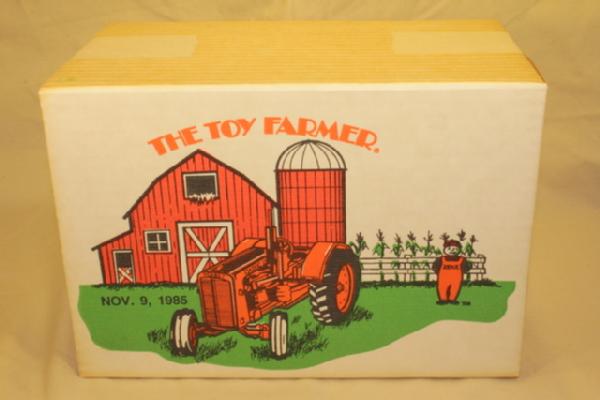 THE TOY FARMER.
NOV. 9, 1985